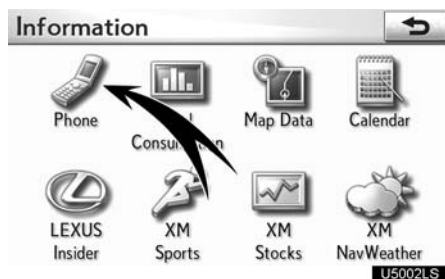 Information
Phone
Map Data
Calendar
LEXUS
Insider
XM
Sports
XM
Stocks
XM
NavWeather
U5002LS